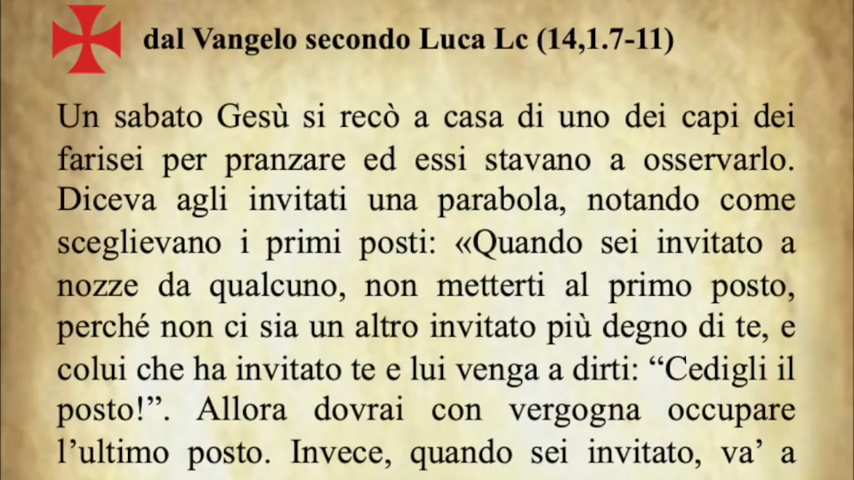 dal Vangelo secondo Luca Lc (14,1.7-11)
Un sabato Gesù si recò a casa di uno dei capi dei
farisei per pranzare ed essi stavano a osservarlo.
Diceva agli invitati una parabola, notando come
sceglievano i primi posti: «Quando sei invitato a
nozze da qualcuno, non metterti al primo posto,
perché non ci sia un altro invitato più degno di te, e
colui che ha invitato te e lui venga a dirti: “Cedigli il
posto!”. Allora dovrai con vergogna occupare
l’ultimo posto. Invece, quando sei invitato, va’ a